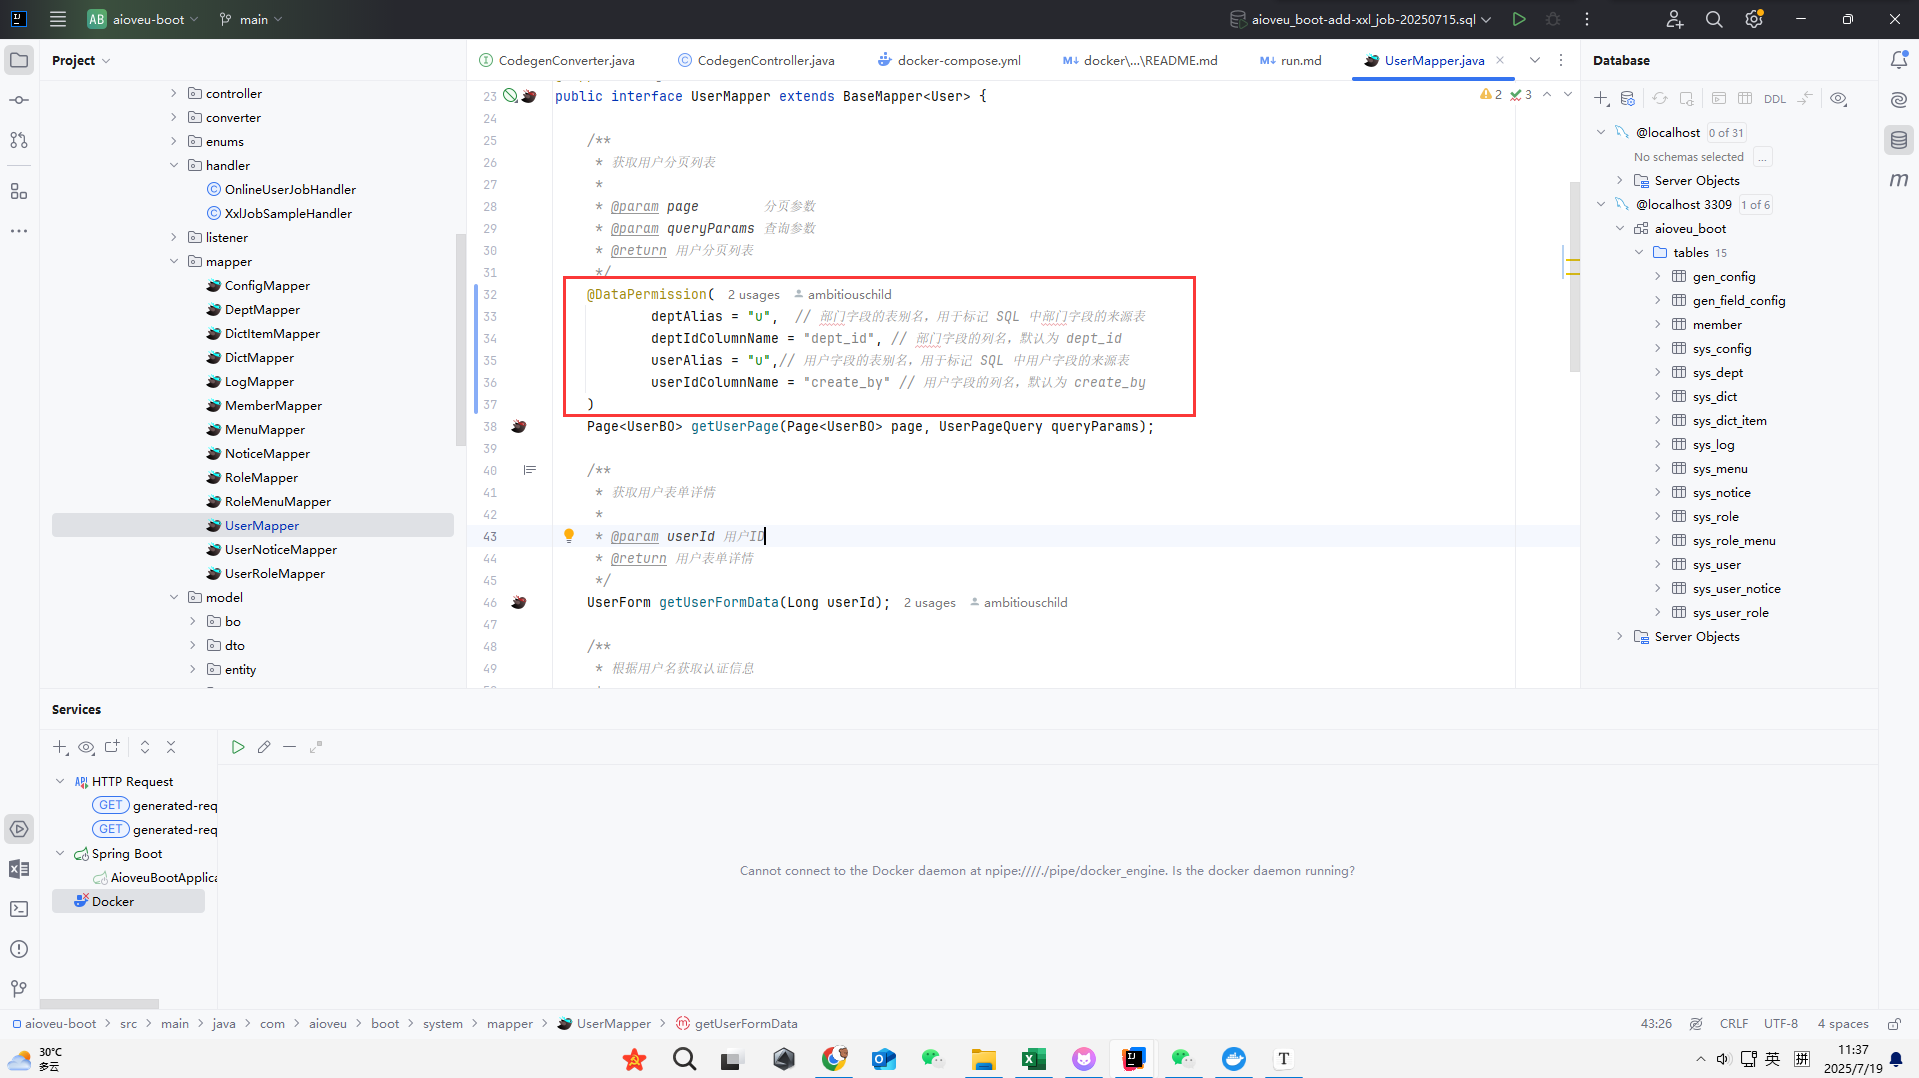 AB aioveu-boot
main
aioveu_boot-add-xxl_job-20250715.sql
Project
controller
converter
enums
handler
OnlineUserJobHandler
XxlJobSampleHandler
listener
mapper
ConfigMapper
DeptMapper
DictItemMapper
DictMapper
LogMapper
MemberMapper
MenuMapper
NoticeMapper
RoleMapper
RoleMenuMapper
UserMapper
UserNoticeMapper
UserRoleMapper
model
bo
dto
entity
CodegenConverter.java
CodegenController.java
docker-compose.yml
docker\...\README.md
run.md
UserMapper.java
2 3
23 public interface UserMapper extends BaseMapper<User> {
24
25 /**
26 * 获取用户分页列表
27 *
28 * @param page 分页参数
29 * @param queryParams 查询参数
30 * @return 用户分页列表
31 */
32 @DataPermission( 2 usages ambitiouschild
33 deptAlias = "u", // 部门字段的表别名，用于标记 SQL 中部门字段的来源表
34 deptIdColumnName = "dept_id", // 部门字段的列名，默认为 dept_id
35 userAlias = "u",// 用户字段的表别名，用于标记 SQL 中用户字段的来源表
36 userIdColumnName = "create_by" // 用户字段的列名，默认为 create_by
37 )
38 Page<UserBO> getUserPage(Page<UserBO> page, UserPageQuery queryParams);
39
40 /**
41 * 获取用户表单详情
42 *
43 * @param userId 用户ID
44 * @return 用户表单详情
45 */
46 UserForm getUserFormData(Long userId); 2 usages ambitiouschild
47
48 /**
49 * 根据用户名获取认证信息
Database
DDL
@localhost 0 of 31
No schemas selected ...
Server Objects
@localhost 3309 1 of 6
aioveu_boot
tables 15
gen_config
gen_field_config
member
sys_config
sys_dept
sys_dict
sys_dict_item
sys_log
sys_menu
sys_notice
sys_role
sys_role_menu
sys_user
sys_user_notice
sys_user_role
Server Objects
Services
HTTP Request
GET generated-req
GET generated-req
Spring Boot
AioveuBootApplica
Docker
Cannot connect to the Docker daemon at npipe:////./pipe/docker_engine. Is the docker daemon running?
aioveu-boot > src > main > java > com > aioveu > boot > system > mapper > UserMapper > getUserFormData
43:26 CRLF UTF-8 4 spaces
30°C
多云
英 拼
11:37
2025/7/19